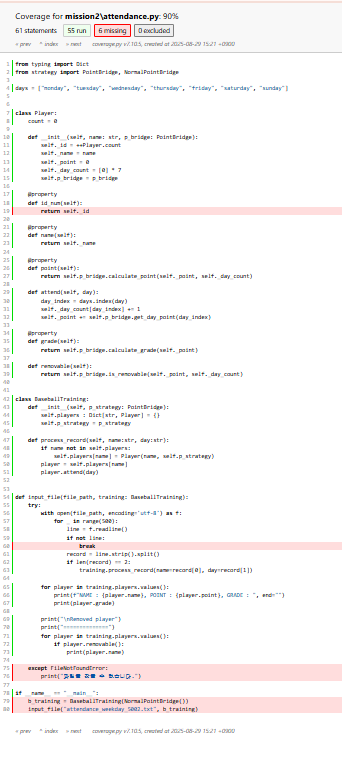 Coverage for mission2\attendance.py: 90%
61 statements 55 run 6 missing 0 excluded
« prev ^ index » next coverage.py v7.10.5, created at 2025-08-29 15:21 +0900
1 from typing import Dict
2 from strategy import PointBridge, NormalPointBridge
3
4 days = ["monday", "tuesday", "wednesday", "thursday", "friday", "saturday", "sunday"]
5
6
7 class Player:
8 count = 0
9
10 def __init__(self, name: str, p_bridge: PointBridge):
11 self._id = ++Player.count
12 self._name = name
13 self._point = 0
14 self._day_count = [0] * 7
15 self.p_bridge = p_bridge
16
17 @property
18 def id_num(self):
19 return self._id
20
21 @property
22 def name(self):
23 return self._name
24
25 @property
26 def point(self):
27 return self.p_bridge.calculate_point(self._point, self._day_count)
28
29 def attend(self, day):
30 day_index = days.index(day)
31 self._day_count[day_index] += 1
32 self._point += self.p_bridge.get_day_point(day_index)
33
34 @property
35 def grade(self):
36 return self.p_bridge.calculate_grade(self._point)
37
38 def removable(self):
39 return self.p_bridge.is_removable(self._point, self._day_count)
40
41
42 class BaseballTraining:
43 def __init__(self, p_strategy: PointBridge):
44 self.players : Dict[str, Player] = {}
45 self.p_strategy = p_strategy
46
47 def process_record(self, name:str, day:str):
48 if name not in self.players:
49 self.players[name] = Player(name, self.p_strategy)
50 player = self.players[name]
51 player.attend(day)
52
53
54 def input_file(file_path, training: BaseballTraining):
55 try:
56 with open(file_path, encoding='utf-8') as f:
57 for _ in range(500):
58 line = f.readline()
59 if not line:
60 break
61 record = line.strip().split()
62 if len(record) == 2:
63 training.process_record(name=record[0], day=record[1])
64
65 for player in training.players.values():
66 print(f"NAME : {player.name}, POINT : {player.point}, GRADE : ", end="")
67 print(player.grade)
68
69 print("\nRemoved player")
70 print("==============")
71 for player in training.players.values():
72 if player.removable():
73 print(player.name)
74
75 except FileNotFoundError:
76 print("파일을 찾을 수 없습니다.")
77
78 if __name__ == "__main__":
79 b_training = BaseballTraining(NormalPointBridge())
80 input_file("attendance_weekday_5002.txt", b_training)
« prev ^ index » next coverage.py v7.10.5, created at 2025-08-29 15:21 +0900